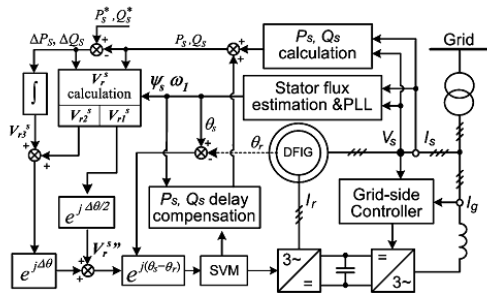 P_s^*, Q_s^*
ΔP_S, ΔQ_S
P_S, Q_S
P_s, Q_s
calculation
Grid
V_r^s
calculation
V_r2^s
V_r1^s
∫
V_r3^s
ψ_s ω_1
Stator flux
estimation &PLL
θ_s
θ_r
DFIG
V_s
I_s
e^jΔθ/2
P_s, Q_s delay
compensation
I_r
Grid-side
Controller
I_g
V_r^s"
e^jΔθ
e^j(θ_s-θ_r)
SVM
3~
=
=
3~